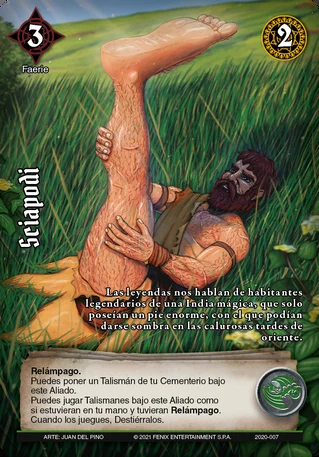 3
2
Faerie
Sciapodi
Las leyendas nos hablan de habitantes
legendarios de una India mágica, que solo
poseían un pie enorme, con el que podían
darse sombra en las calurosas tardes de
oriente.
Relámpago.
Puedes poner un Talismán de tu Cementerio bajo
este Aliado.
Puedes jugar Talismanes bajo este Aliado como
si estuvieran en tu mano y tuvieran Relámpago.
Cuando los juegues, Destiérralos.
ARTE: JUAN DEL PINO
© 2021 FENIX ENTERTAINMENT S.P.A.
2020-007